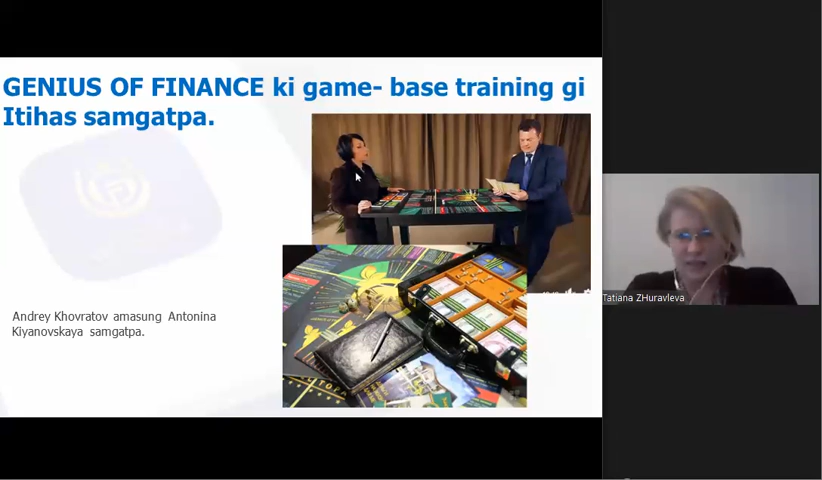 GENIUS OF FINANCE ki game- base training gi
Itihas samgatpa.
Andrey Khovratov amasung Antonina
Kiyanovskaya samgatpa.
Tatiana ZHuravleva